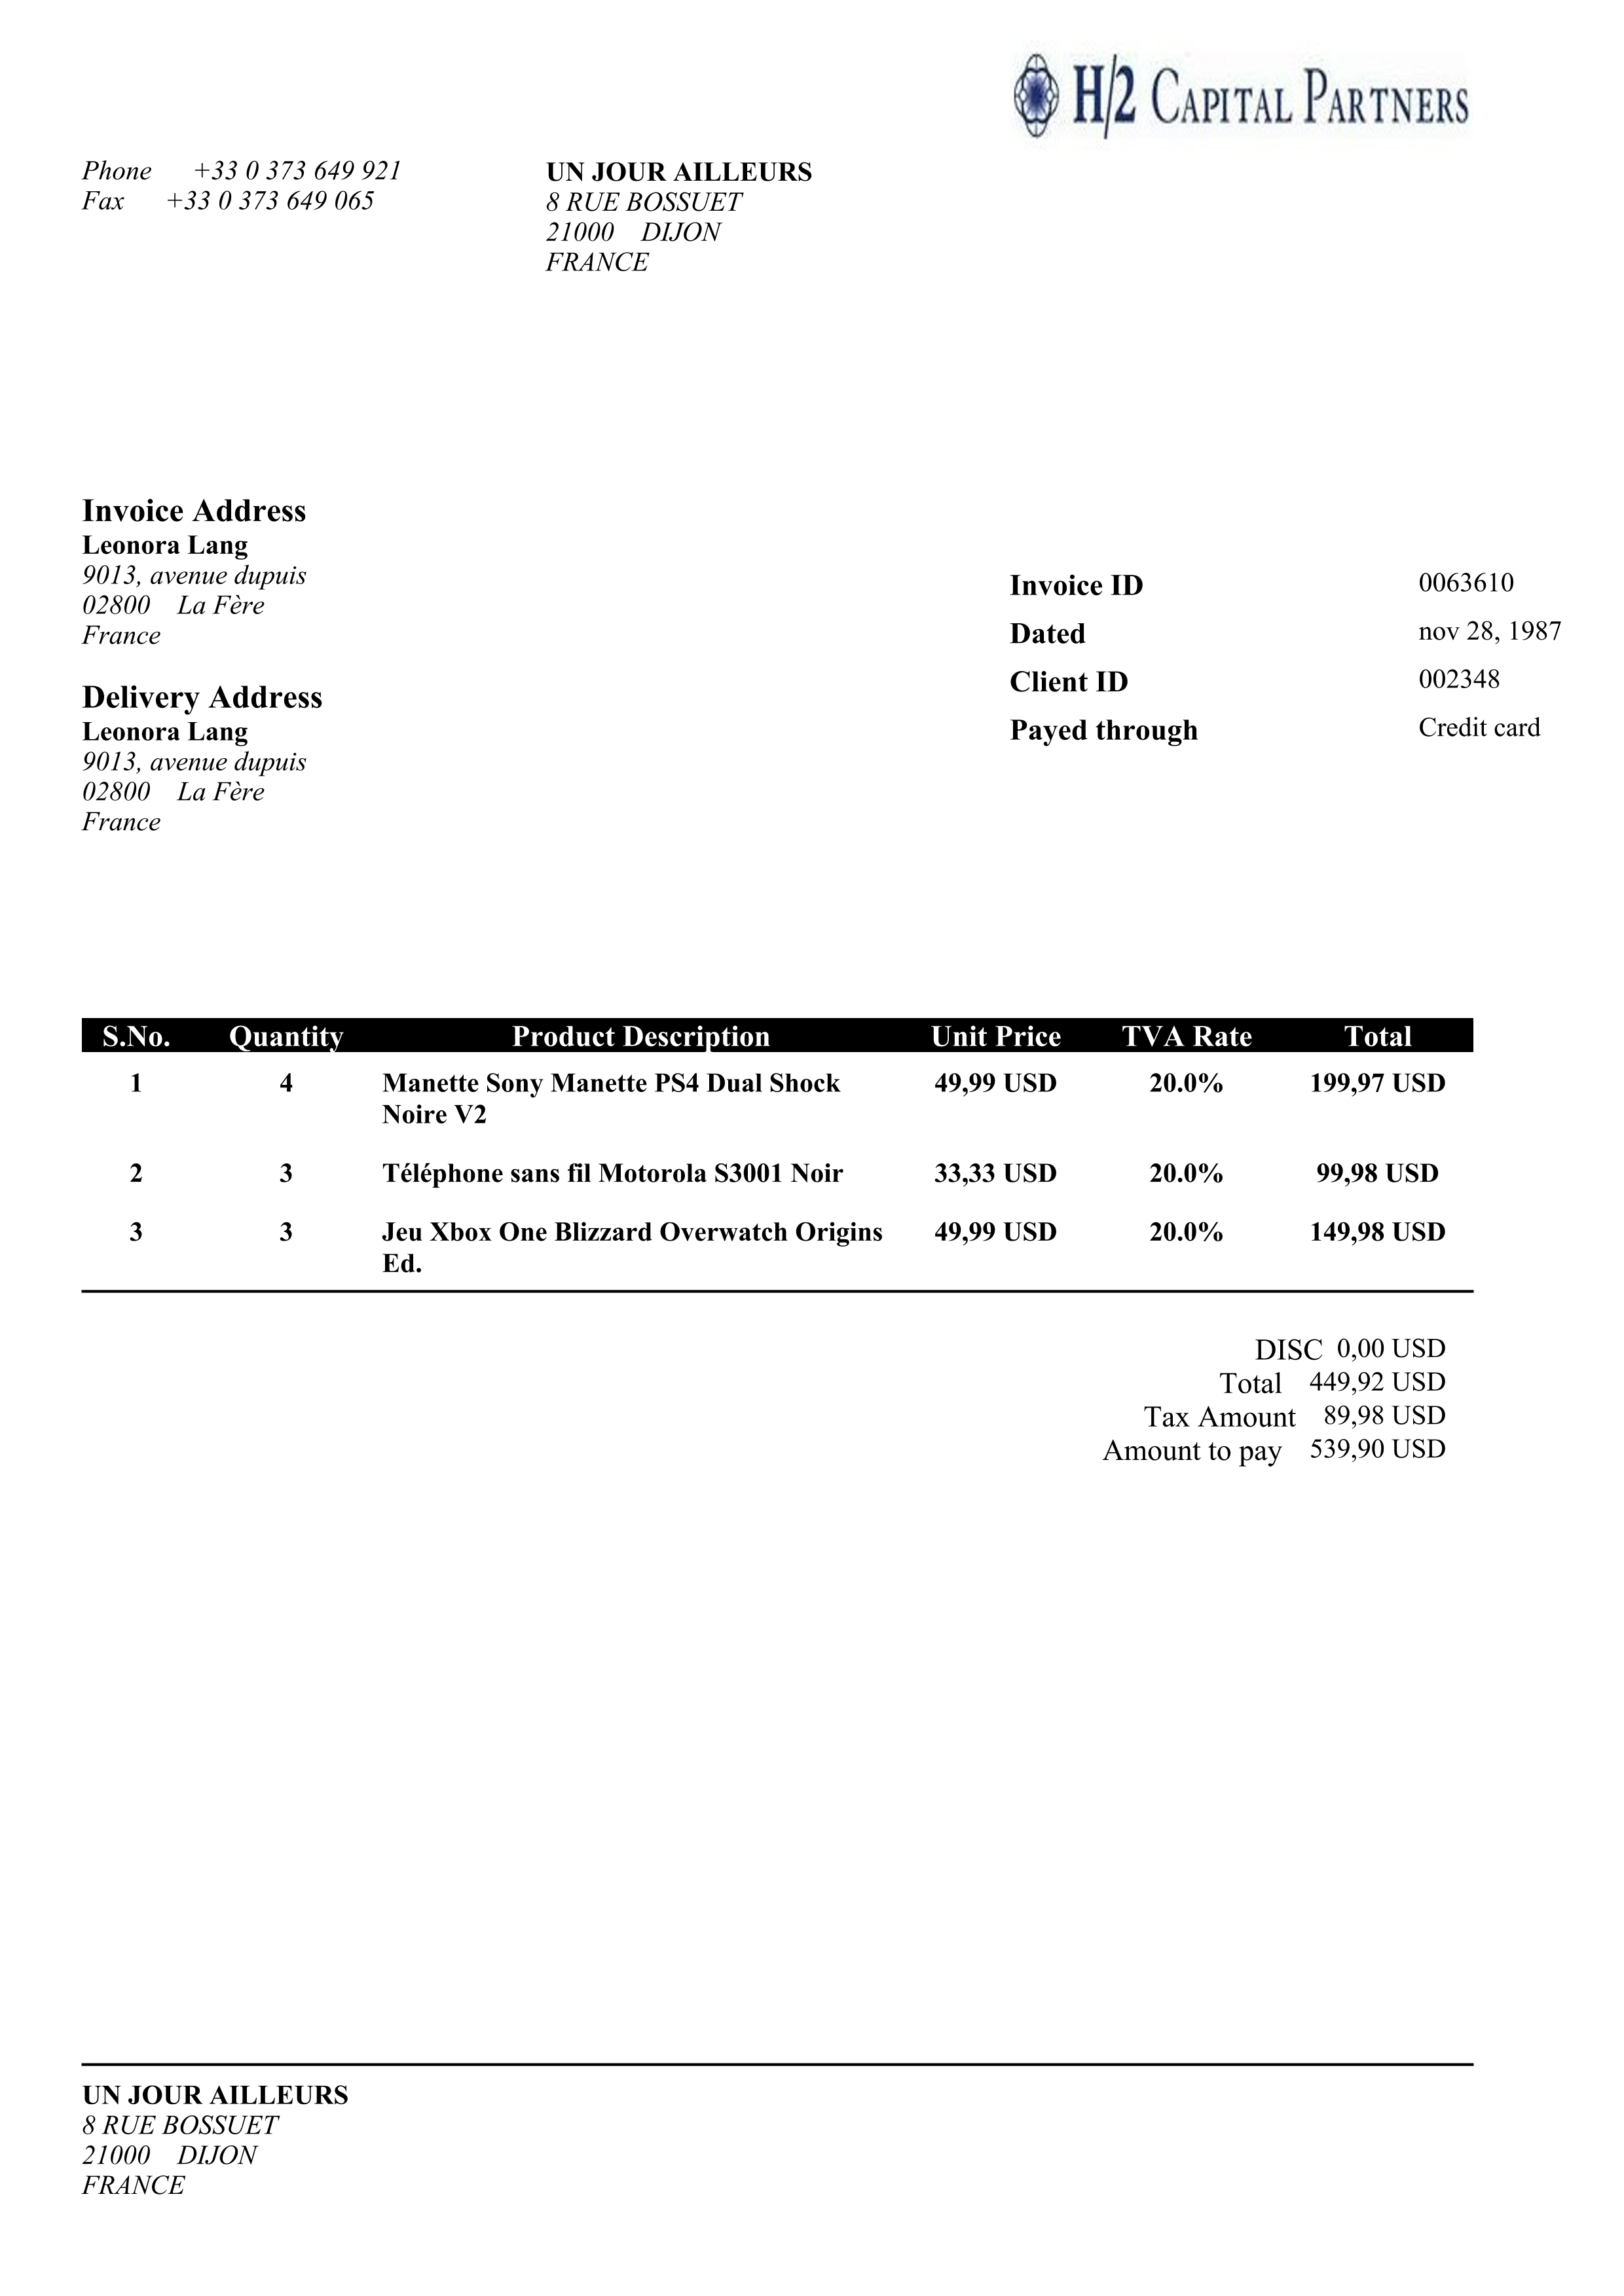 H/2 CAPITAL PARTNERS
Phone +33 0 373 649 921
Fax +33 0 373 649 065
UN JOUR AILLEURS
8 RUE BOSSUET
21000 DIJON
FRANCE
Invoice Address
Leonora Lang
9013, avenue dupuis
02800 La Fère
France
Delivery Address
Leonora Lang
9013, avenue dupuis
02800 La Fère
France
Invoice ID 0063610
Dated nov 28, 1987
Client ID 002348
Payed through Credit card
S.No. Quantity Product Description Unit Price TVA Rate Total
1 4 Manette Sony Manette PS4 Dual Shock 49,99 USD 20.0% 199,97 USD
Noire V2
2 3 Téléphone sans fil Motorola S3001 Noir 33,33 USD 20.0% 99,98 USD
3 3 Jeu Xbox One Blizzard Overwatch Origins 49,99 USD 20.0% 149,98 USD
Ed.
DISC 0,00 USD
Total 449,92 USD
Tax Amount 89,98 USD
Amount to pay 539,90 USD
UN JOUR AILLEURS
8 RUE BOSSUET
21000 DIJON
FRANCE